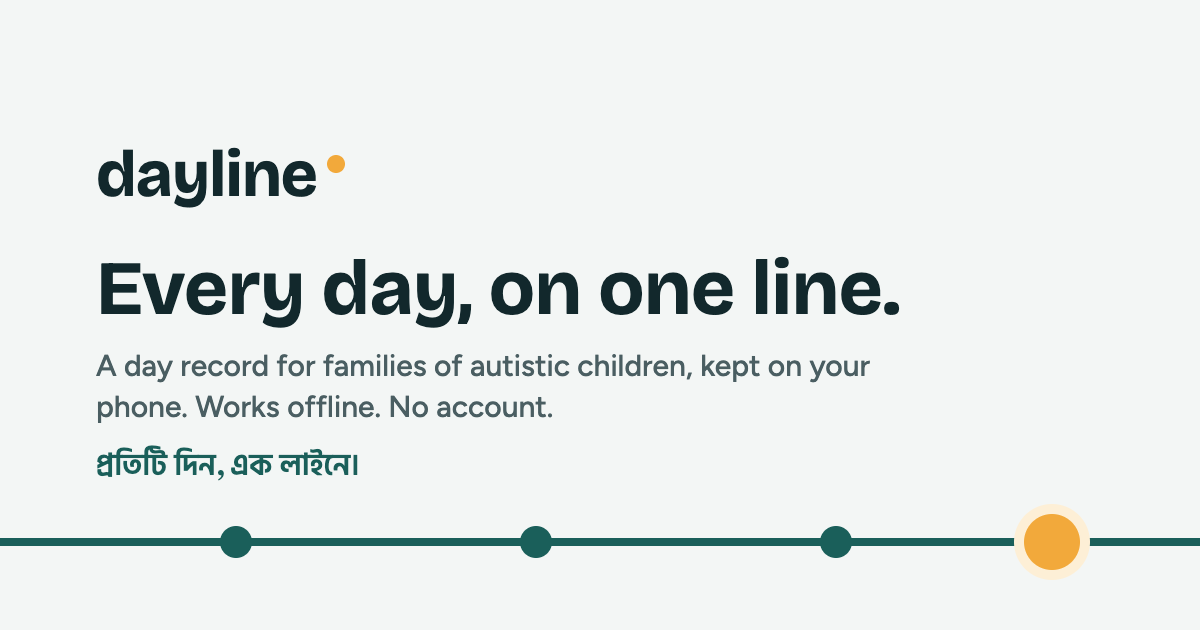 dayline
Every day, on one line.
A day record for families of autistic children, kept on your
phone. Works offline. No account.
প্রতিটি দিন, এক লাইনে।